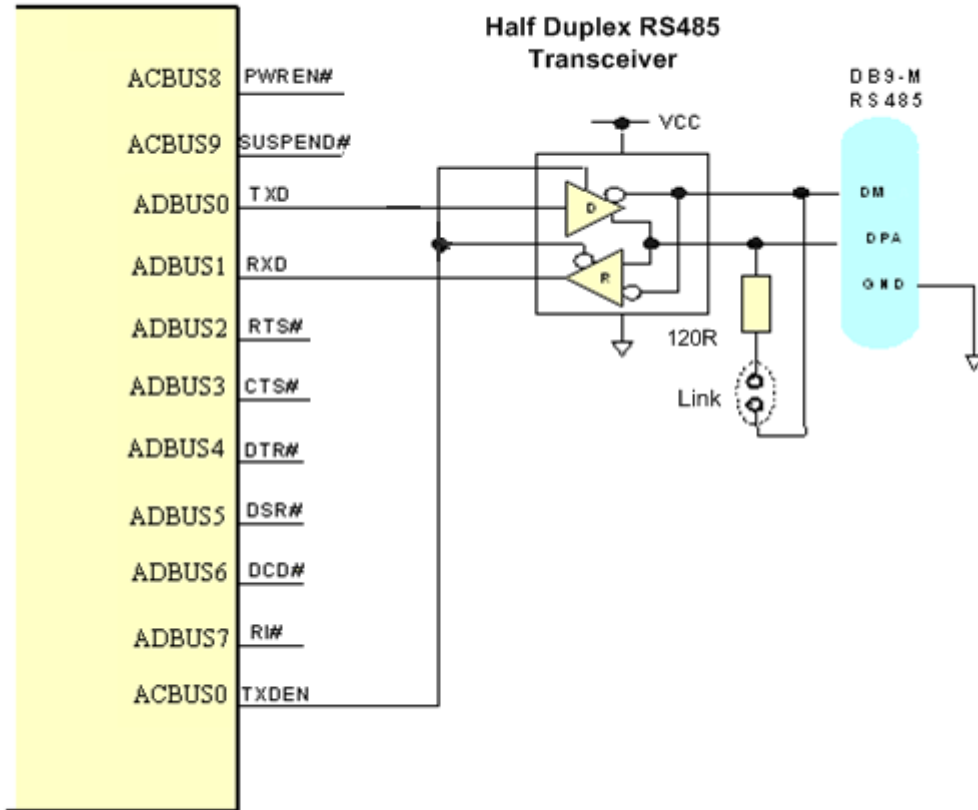 Half Duplex RS485
Transceiver
DB9-M
RS485
ACBUS8 PWREN#
VCC
ACBUS9 SUSPEND#
ADBUS0 TXD
D
DM
DPA
ADBUS1 RXD
R
GND
ADBUS2 RTS#
120R
ADBUS3 CTS#
Link
ADBUS4 DTR#
ADBUS5 DSR#
ADBUS6 DCD#
ADBUS7 RI#
ACBUS0 TXDEN